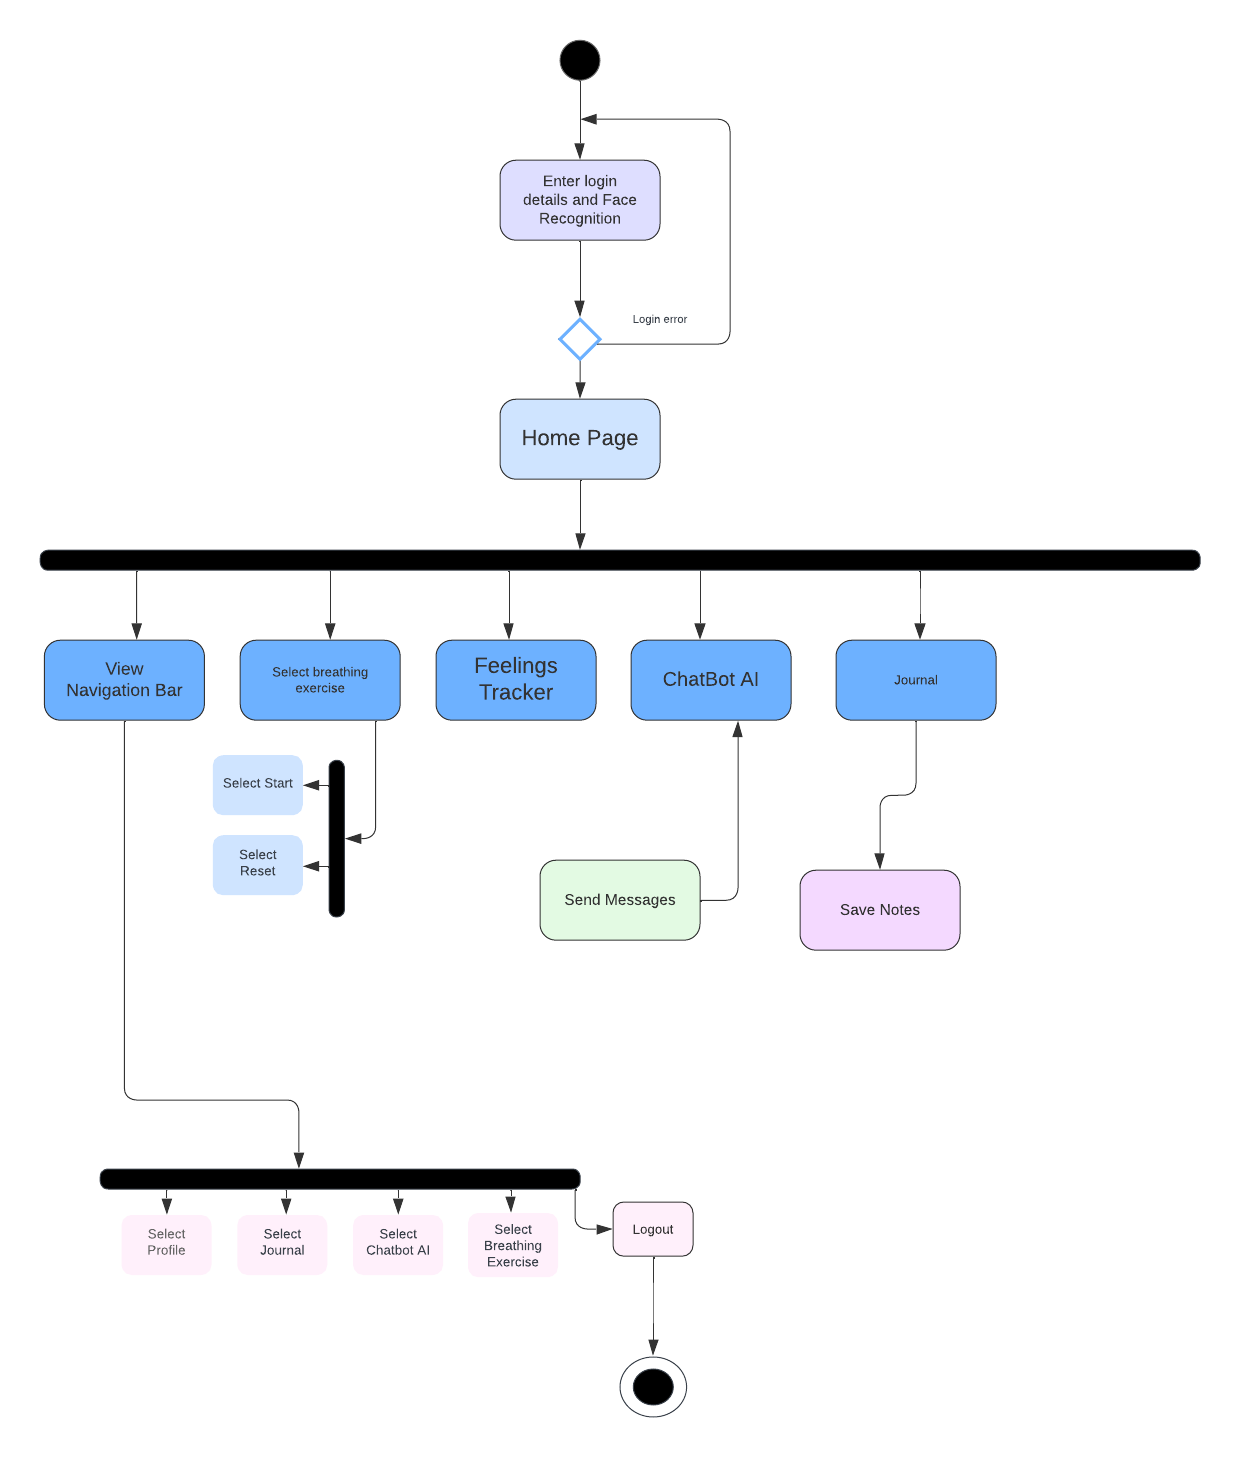 Enter login
details and Face
Recognition
Login error
Home Page
View
Navigation Bar
Select breathing
exercise
Feelings
Tracker
ChatBot AI
Journal
Select Start
Select
Reset
Send Messages
Save Notes
Select
Profile
Select
Journal
Select
Chatbot AI
Select
Breathing
Exercise
Logout